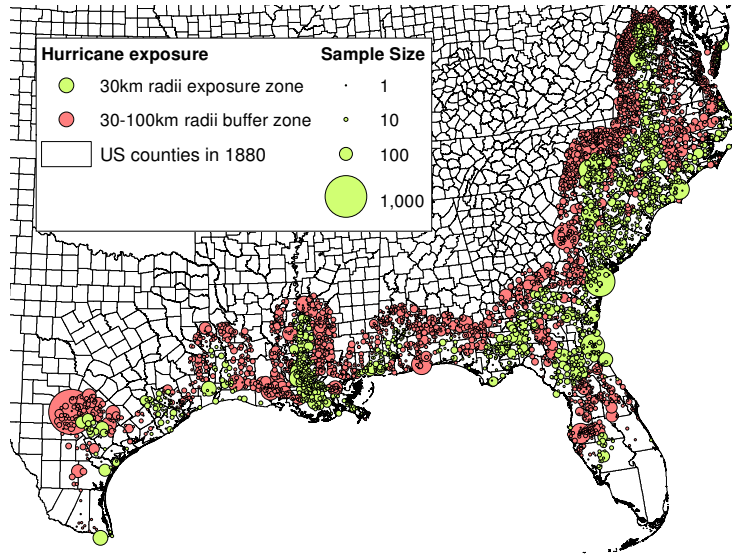 Hurricane exposure
30km radii exposure zone
30-100km radii buffer zone
US counties in 1880
Sample Size
1
10
100
1,000